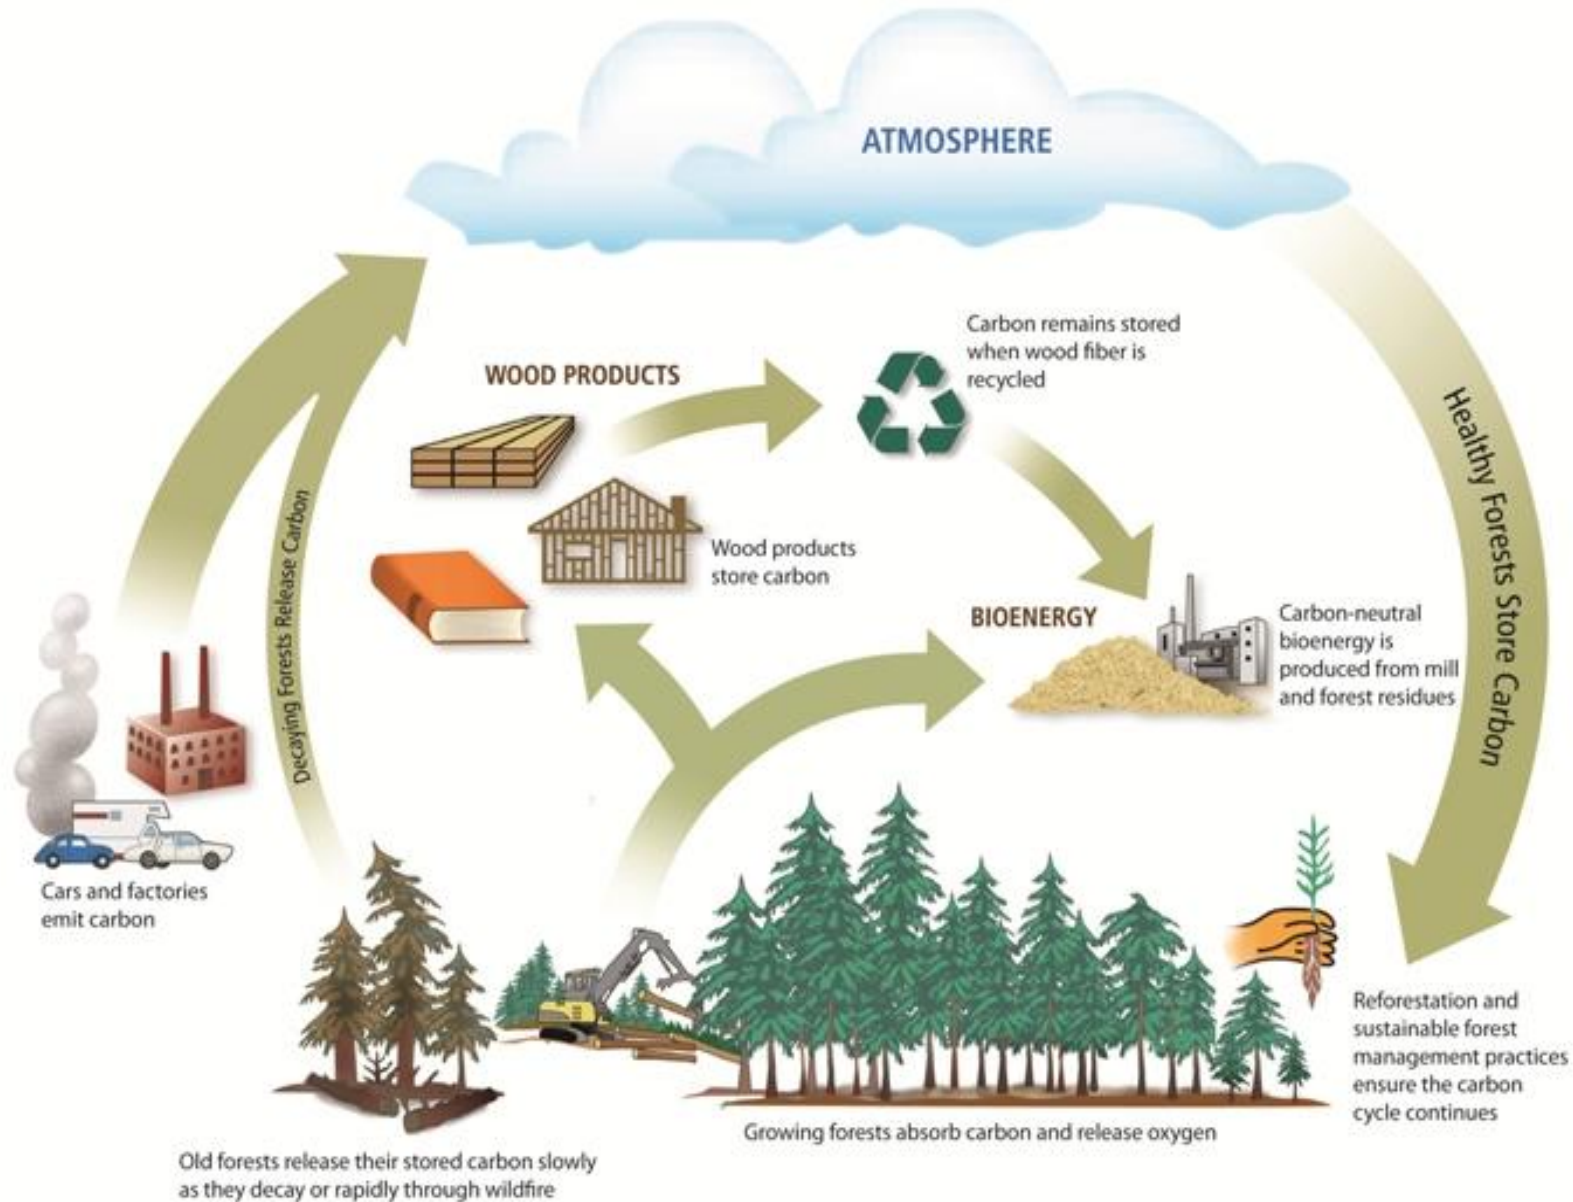 ATMOSPHERE
Carbon remains stored
when wood fiber is
recycled
WOOD PRODUCTS
Wood products
store carbon
BIOENERGY
Carbon-neutral
bioenergy is
produced from mill
and forest residues
Healthy Forests Store Carbon
Decaying Forests Release Carbon
Cars and factories
emit carbon
Reforestation and
sustainable forest
management practices
ensure the carbon
cycle continues
Growing forests absorb carbon and release oxygen
Old forests release their stored carbon slowly
as they decay or rapidly through wildfire